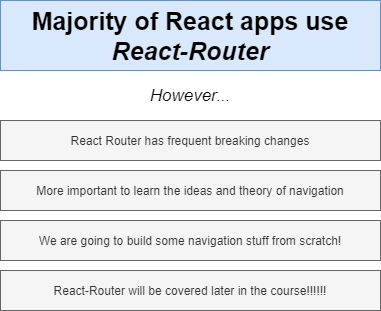 Majority of React apps use
React-Router
However...
React Router has frequent breaking changes
More important to learn the ideas and theory of navigation
We are going to build some navigation stuff from scratch!
React-Router will be covered later in the course!!!!!!